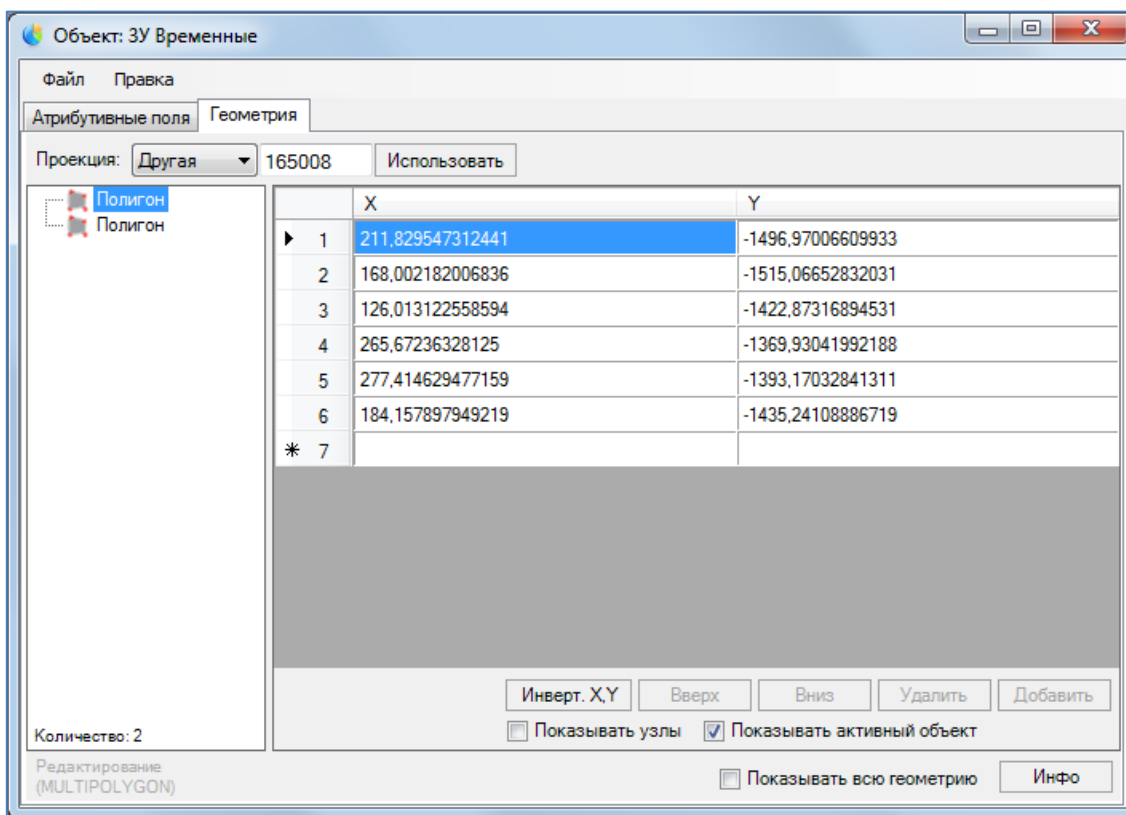 Объект: ЗУ Временные
Файл Правка
Атрибутивные поля Геометрия
Проекция: Другая 165008 Использовать
Полигон
Полигон
X Y
1 211,829547312441 -1496,97006609933
2 168,002182006836 -1515,06652832031
3 126,013122558594 -1422,87316894531
4 265,67236328125 -1369,93041992188
5 277,414629477159 -1393,17032841311
6 184,157897949219 -1435,24108886719
* 7
Инверт. X,Y Вверх Вниз Удалить Добавить
Количество: 2 Показывать узлы Показывать активный объект
Редактирование
(MULTIPOLYGON) Показывать всю геометрию Инфо